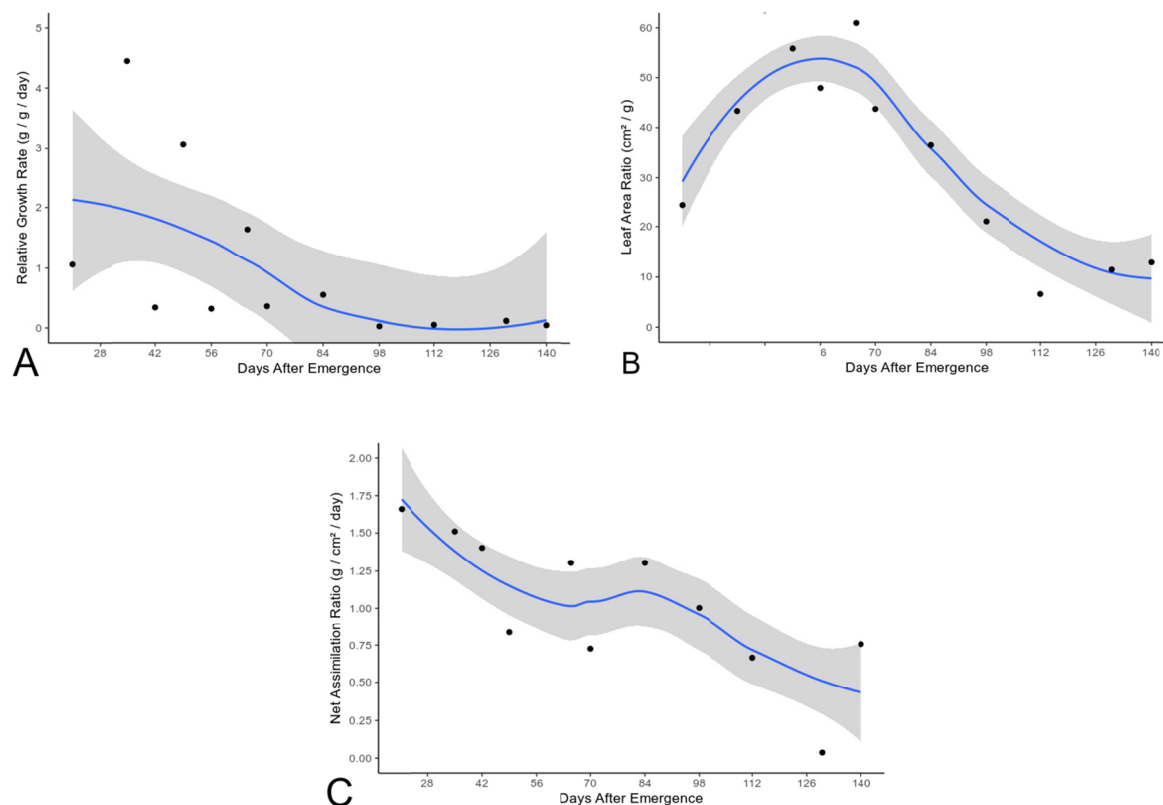 Relative Growth Rate (g / g / day)
5
4
3
2
1
0
28 42 56 70 84 98 112 126 140
Days After Emergence
A
Leaf Area Ratio (cm² / g)
60
50
40
30
20
10
0
6 70 84 98 112 126 140
Days After Emergence
B
Net Assimilation Ratio (g / cm² / day)
2.00
1.75
1.50
1.25
1.00
0.75
0.50
0.25
0.00
28 42 56 70 84 98 112 126 140
Days After Emergence
C